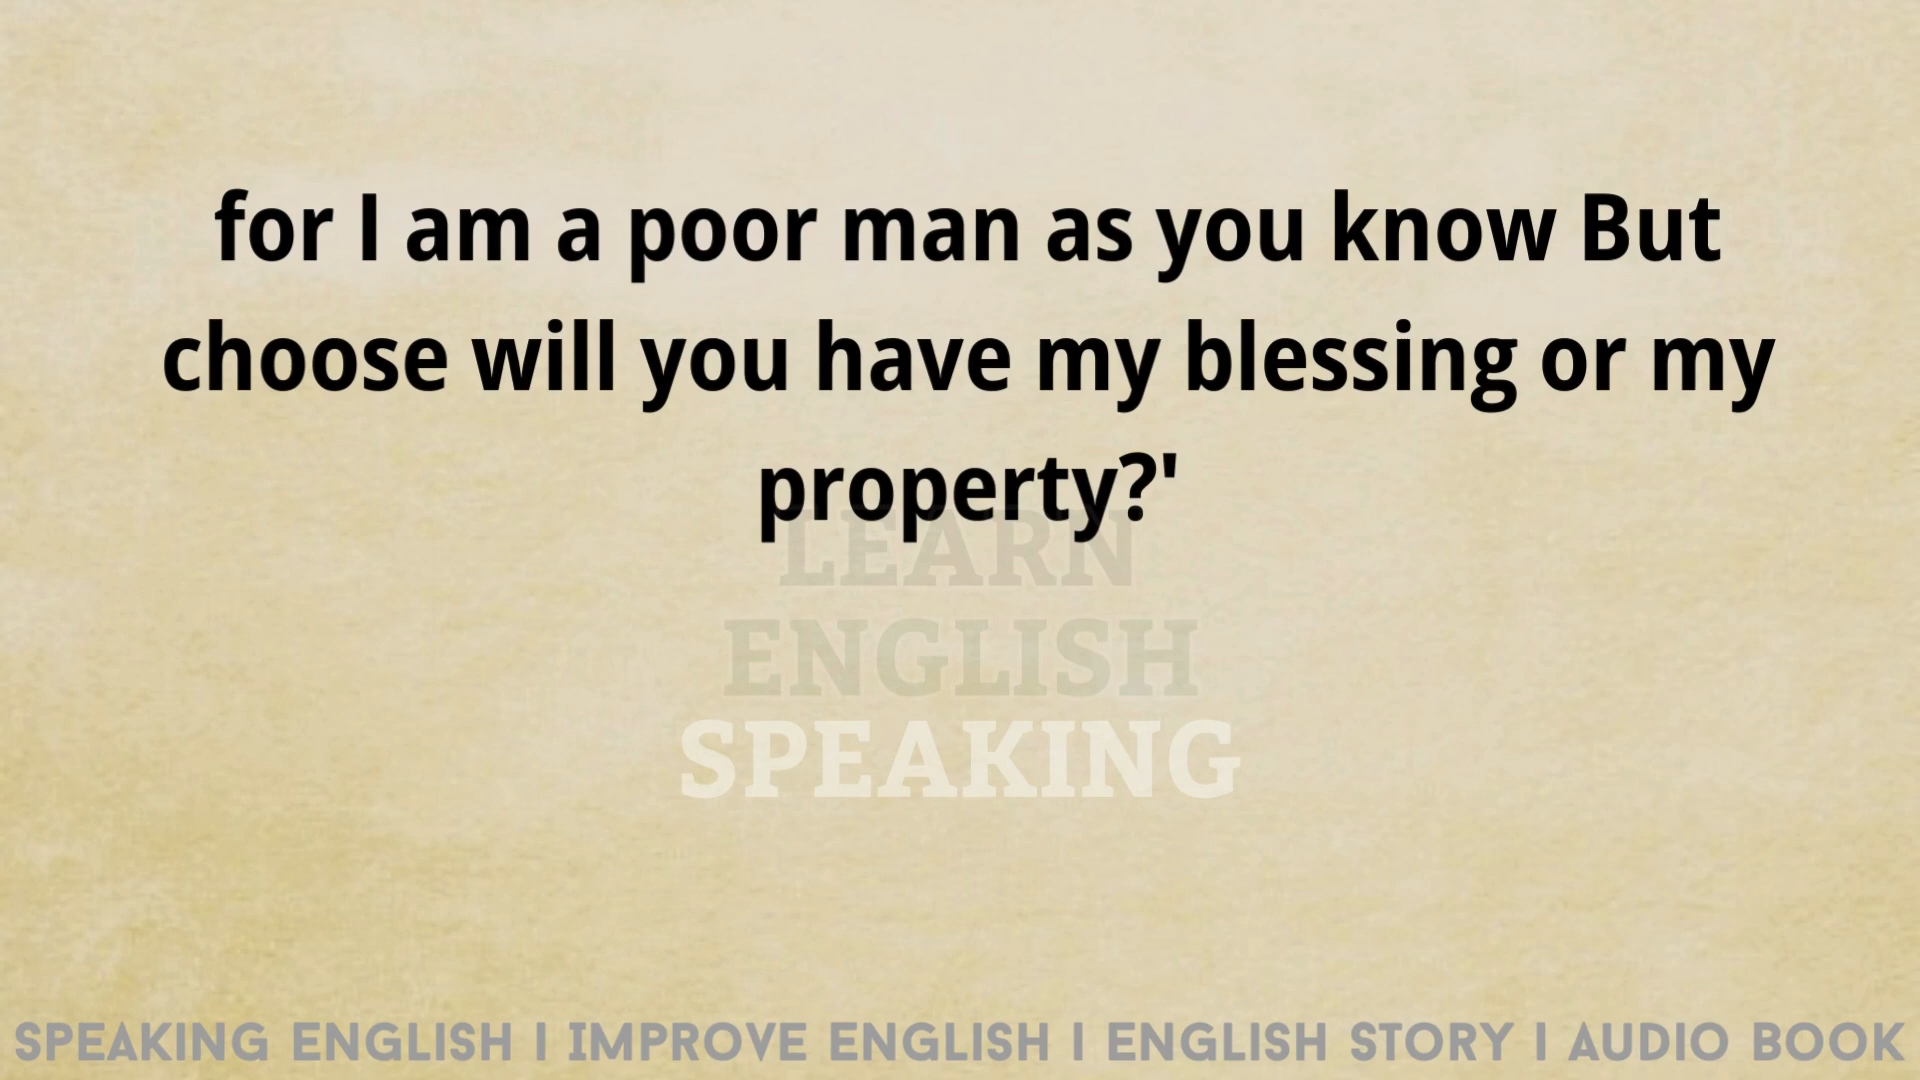 for I am a poor man as you know But
choose will you have my blessing or my
property?'
LEARN
ENGLISH
SPEAKING
SPEAKING ENGLISH I IMPROVE ENGLISH I ENGLISH STORY I AUDIO BOOK